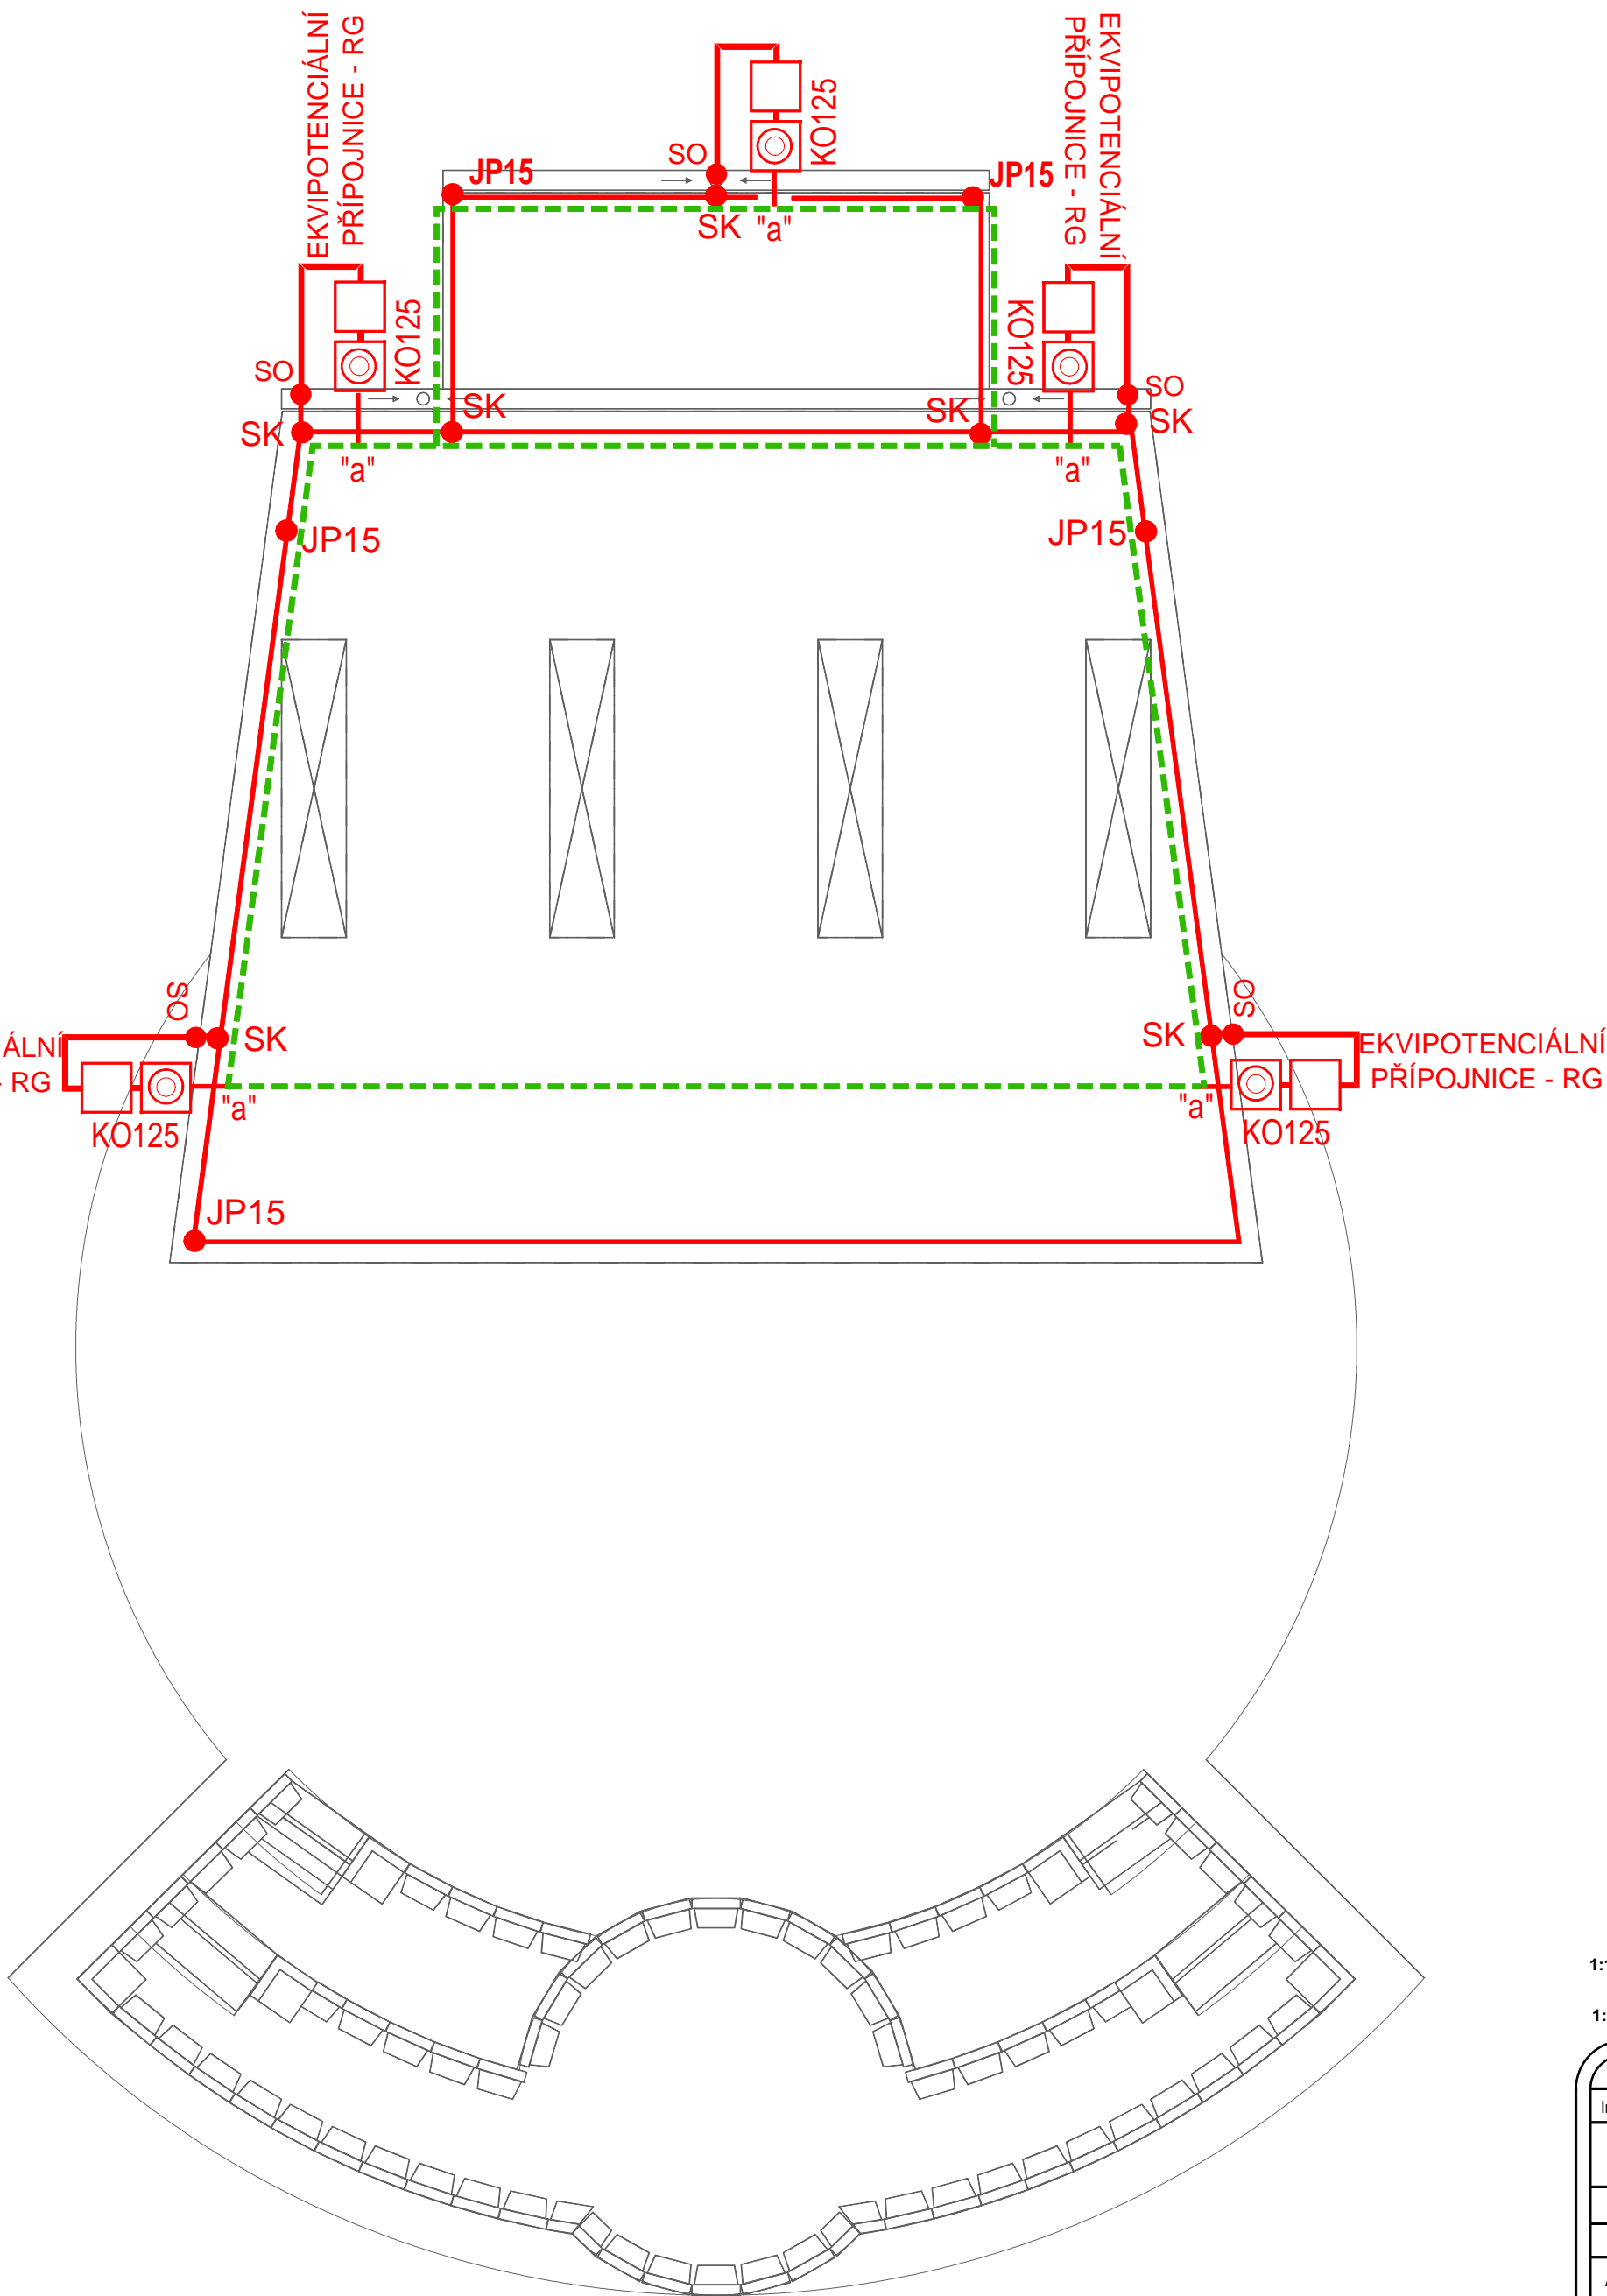 EKVIPOTENCIÁLNÍ
PŘÍPOJNICE - RG
KO125
EKVIPOTENCIÁLNÍ
PŘÍPOJNICE - RG
SO
JP15
JP15
SK
"a"
KO125
KO125
SO
SO
SK
SK
SK
SK
"a"
"a"
JP15
JP15
SO
SO
SK
SK
ÁLNÍ
- RG
EKVIPOTENCIÁLNÍ
PŘÍPOJNICE - RG
"a"
"a"
KO125
KO125
JP15